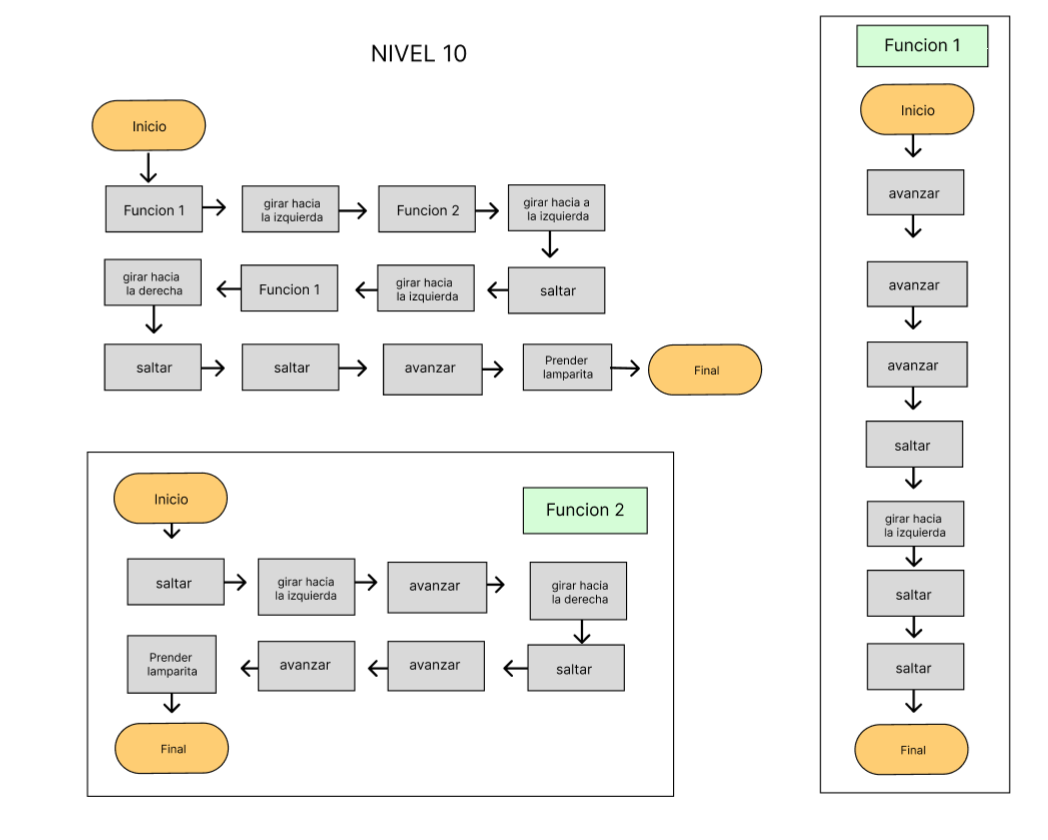 NIVEL 10
Inicio
Funcion 1
girar hacia
la izquierda
Funcion 2
girar hacia a
la izquierda
saltar
girar hacia
la izquierda
Funcion 1
girar hacia
la derecha
saltar
saltar
avanzar
Prender
lamparita
Final
Funcion 2
Inicio
saltar
girar hacia
la izquierda
avanzar
girar hacia
la derecha
saltar
avanzar
avanzar
Prender
lamparita
Final
Funcion 1
Inicio
avanzar
avanzar
avanzar
saltar
girar hacia
la izquierda
saltar
saltar
Final